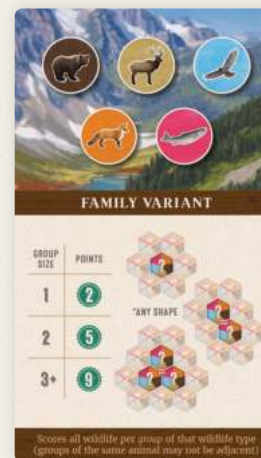 FAMILY VARIANT
GROUP SIZE
POINTS
1
2
*ANY SHAPE
2
5
3+
9
?
?
?
?
?
?
Scores all wildlife per group of that wildlife type
(groups of the same animal may not be adjacent)